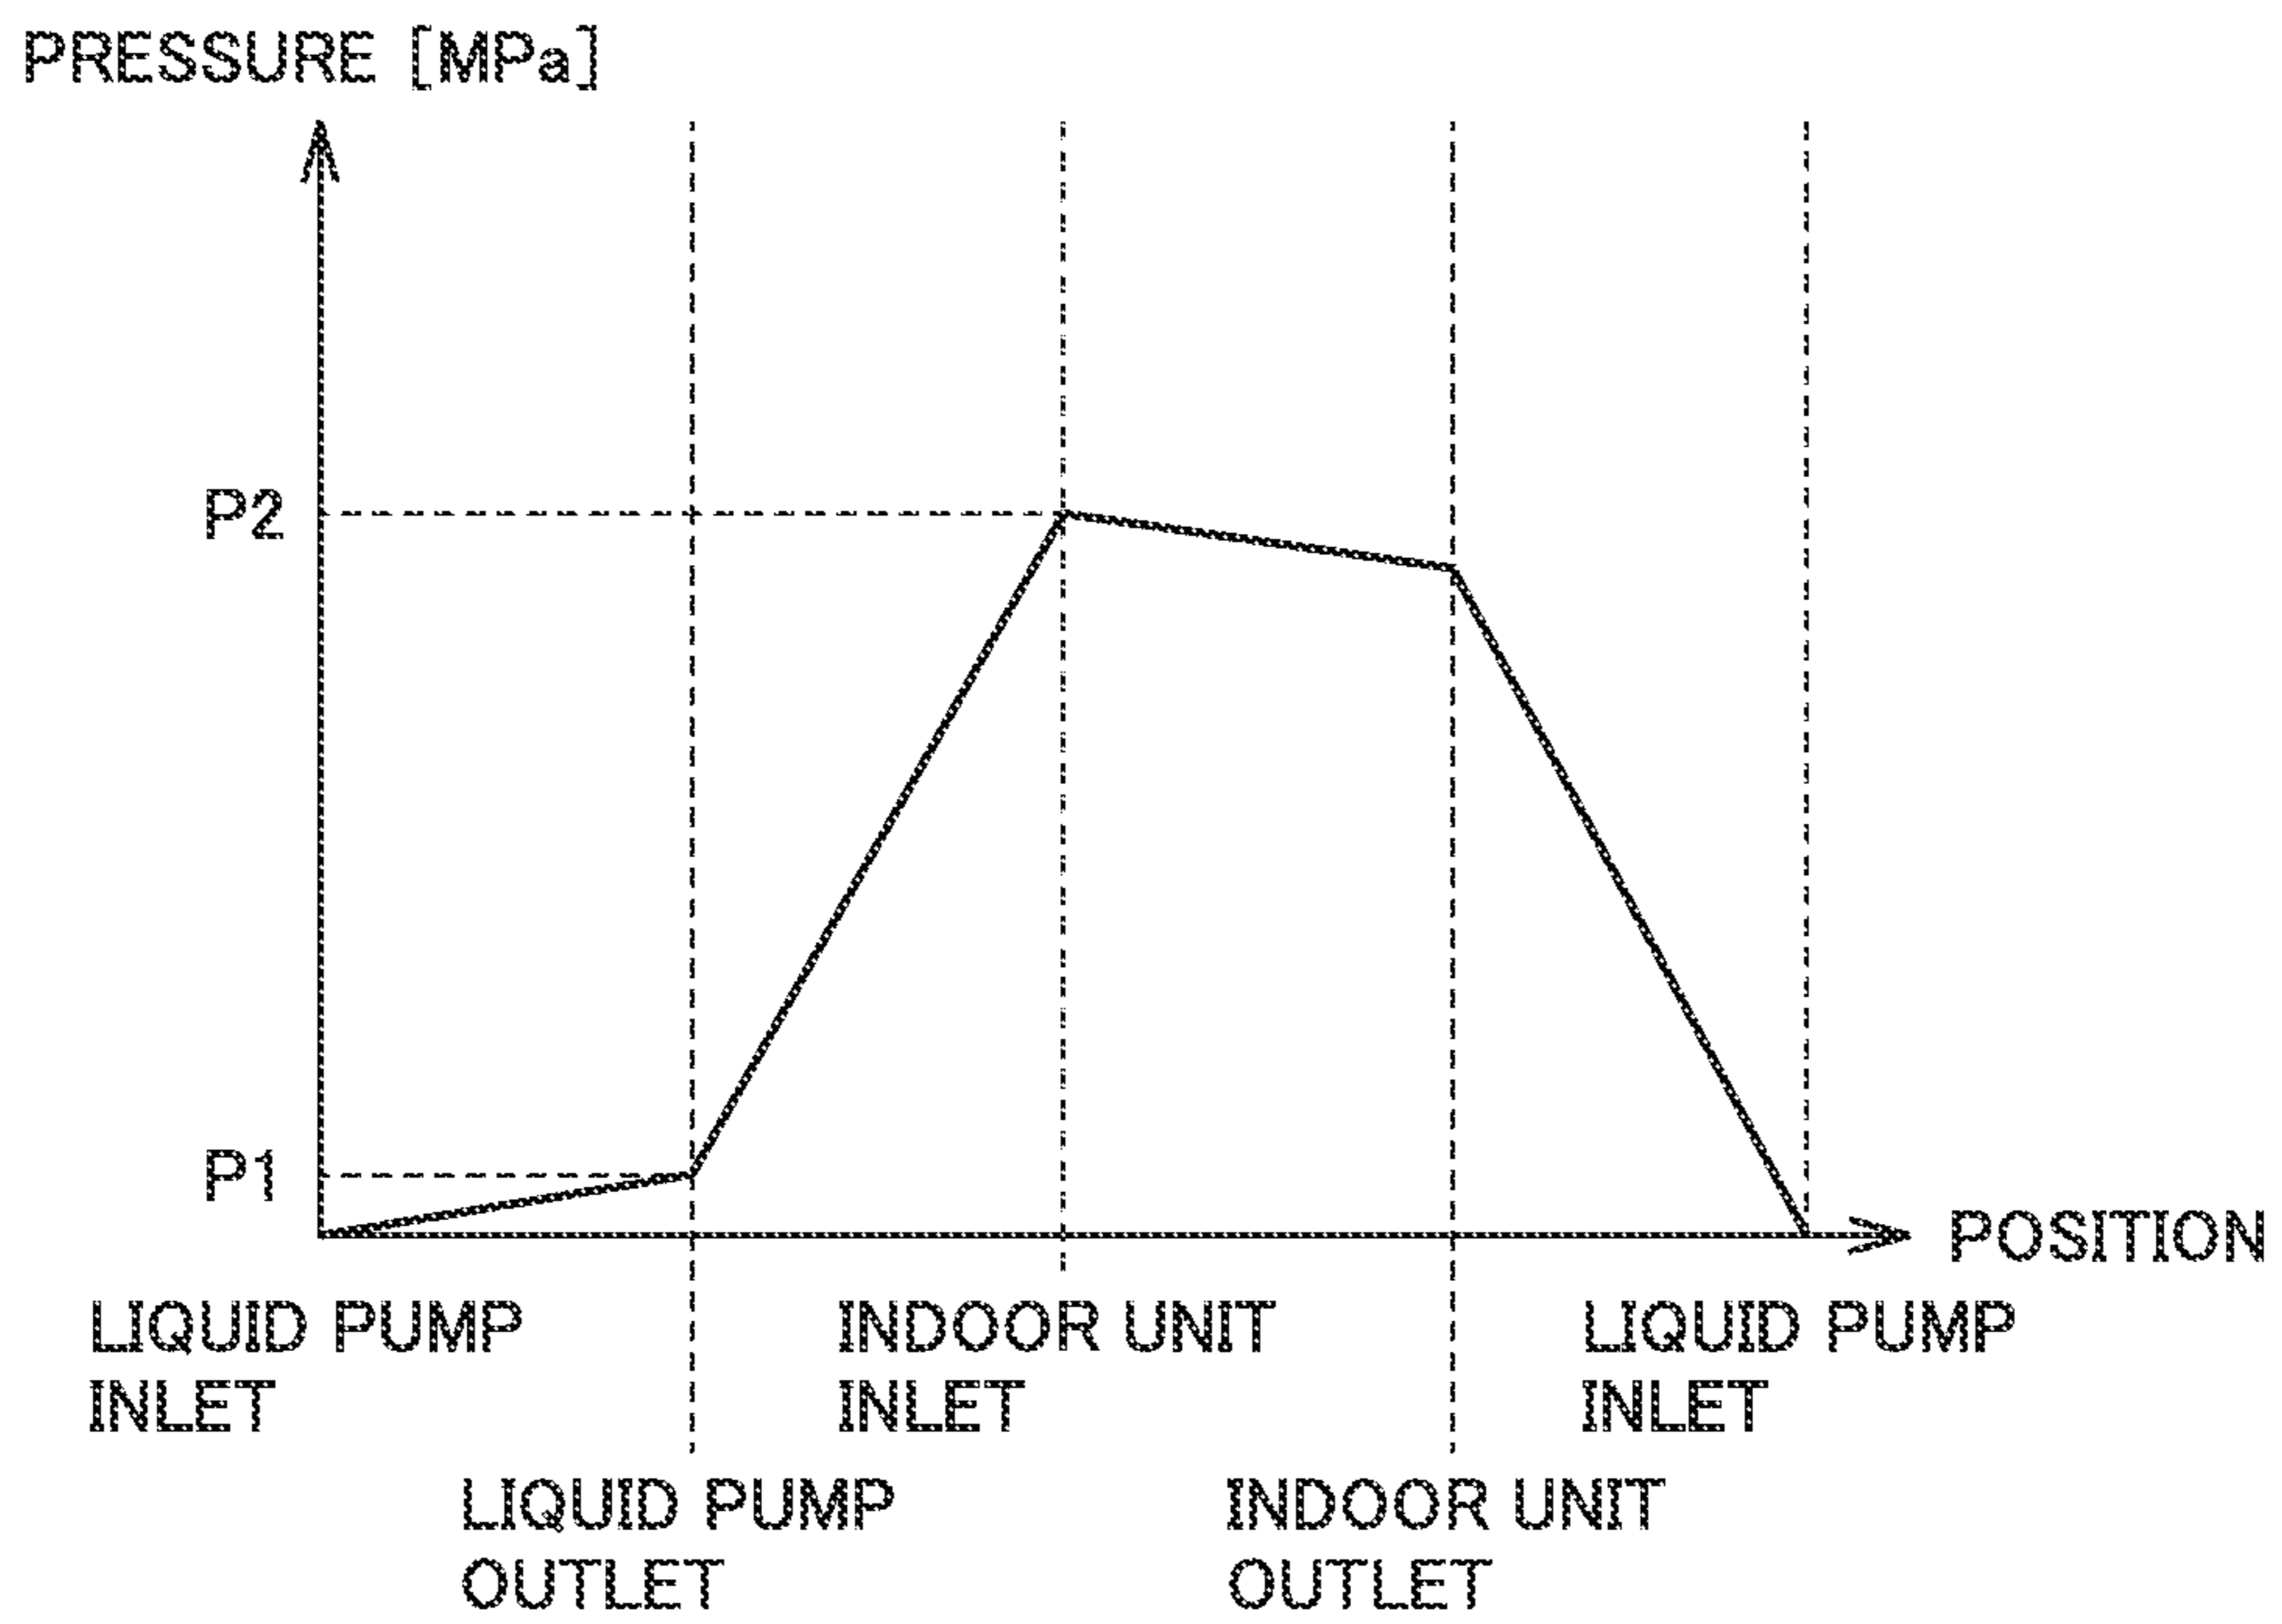 PRESSURE [MPa]
P2
P1
POSITION
LIQUID PUMP
INLET
INDOOR UNIT
INLET
LIQUID PUMP
INLET
LIQUID PUMP
OUTLET
INDOOR UNIT
OUTLET